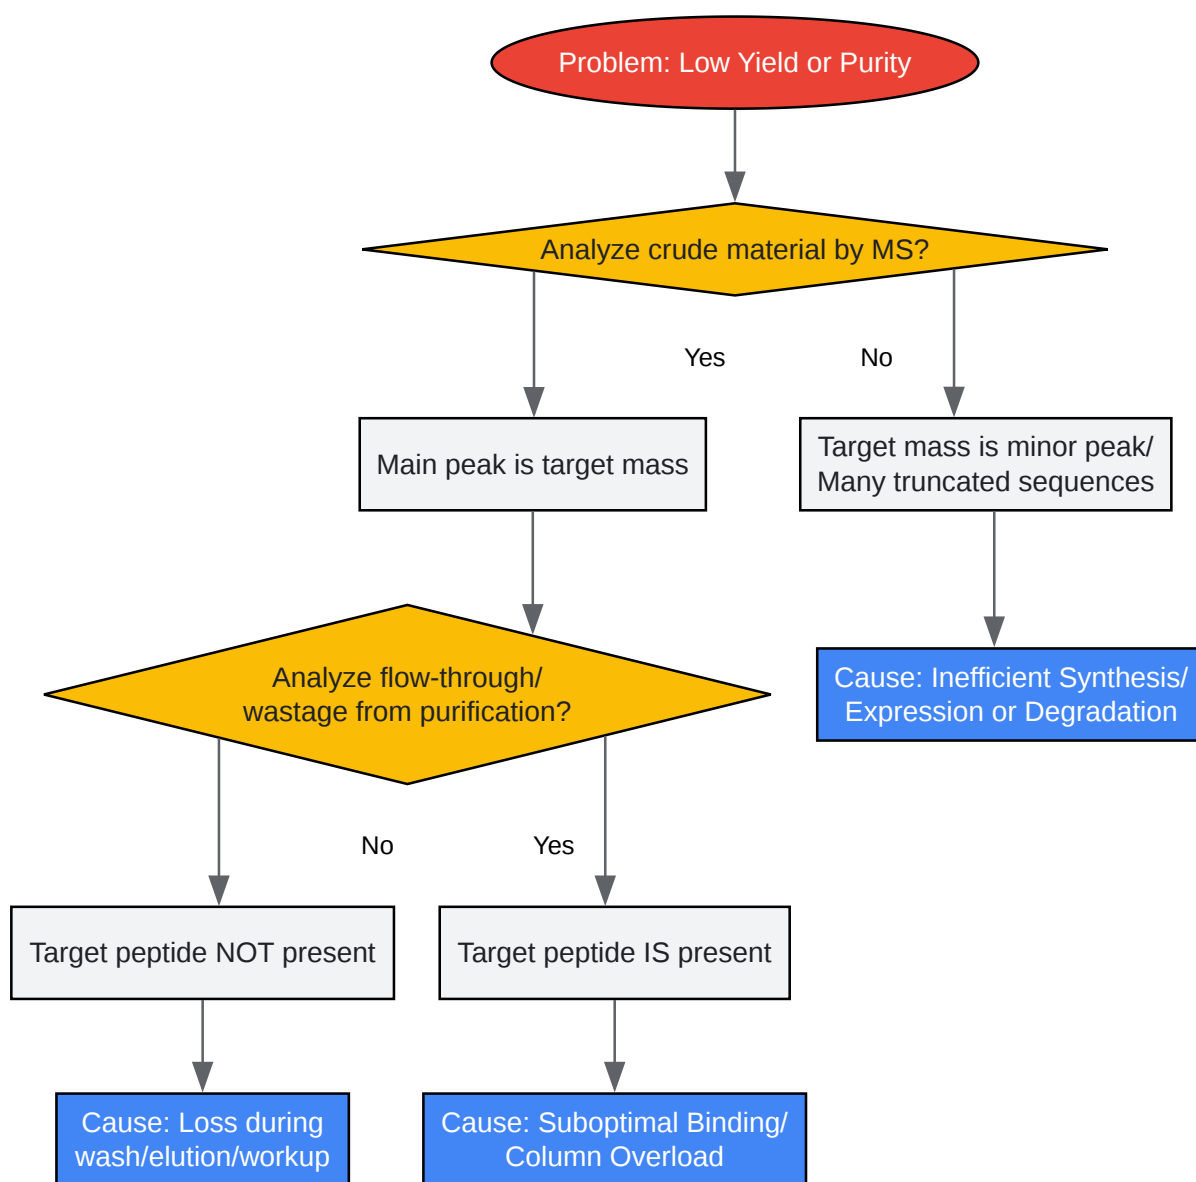 Problem: Low Yield or Purity
Analyze crude material by MS?
Yes
No
Main peak is target mass
Target mass is minor peak/
Many truncated sequences
Analyze flow-through/
wastage from purification?
Cause: Inefficient Synthesis/
Expression or Degradation
No
Yes
Target peptide NOT present
Target peptide IS present
Cause: Loss during
wash/elution/workup
Cause: Suboptimal Binding/
Column Overload